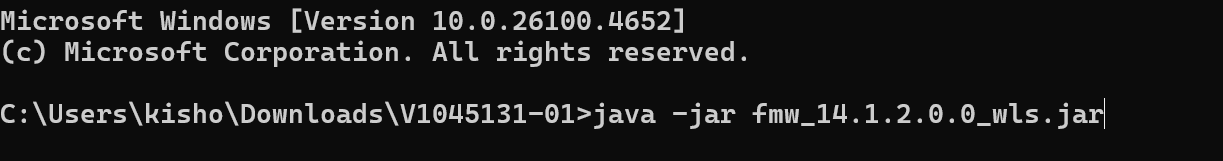 Microsoft Windows [Version 10.0.26100.4652]
(c) Microsoft Corporation. All rights reserved.
C:\Users\kisho\Downloads\V1045131-01>java -jar fmw_14.1.2.0.0_wls.jar